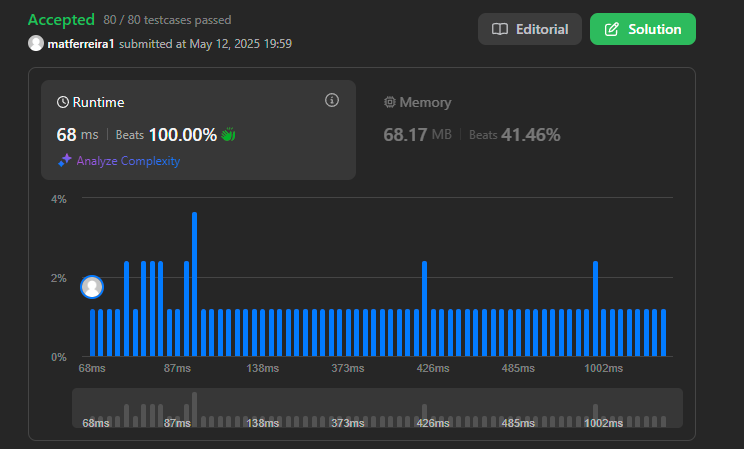 Accepted 80 / 80 testcases passed
matferreira1 submitted at May 12, 2025 19:59
Editorial
Solution
Runtime
68 ms | Beats 100.00%
Analyze Complexity
Memory
68.17 MB | Beats 41.46%
4%
2%
0%
68ms 87ms 138ms 373ms 426ms 485ms 1002ms
68ms 87ms 138ms 373ms 426ms 485ms 1002ms